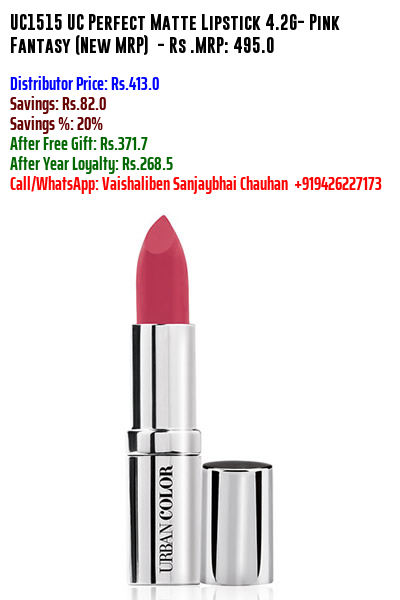 UC1515 UC Perfect Matte Lipstick 4.2G- Pink
Fantasy (New MRP) - Rs .MRP: 495.0
Distributor Price: Rs.413.0
Savings: Rs.82.0
Savings %: 20%
After Free Gift: Rs.371.7
After Year Loyalty: Rs.268.5
Call/WhatsApp: Vaishaliben Sanjaybhai Chauhan +919426227173
URBAN COLOR